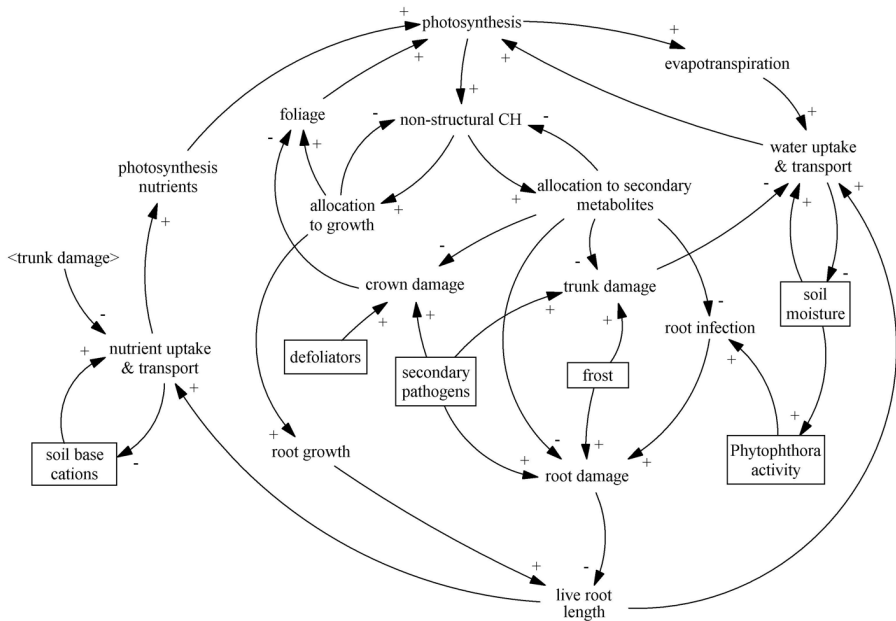 photosynthesis
evapotranspiration
foliage
non-structural CH
water uptake
& transport
photosynthesis
nutrients
allocation
to growth
allocation to secondary
metabolites
<trunk damage>
crown damage
trunk damage
soil
moisture
root infection
nutrient uptake
& transport
defoliators
secondary
pathogens
frost
soil base
cations
root growth
root damage
Phytophthora
activity
live root
length